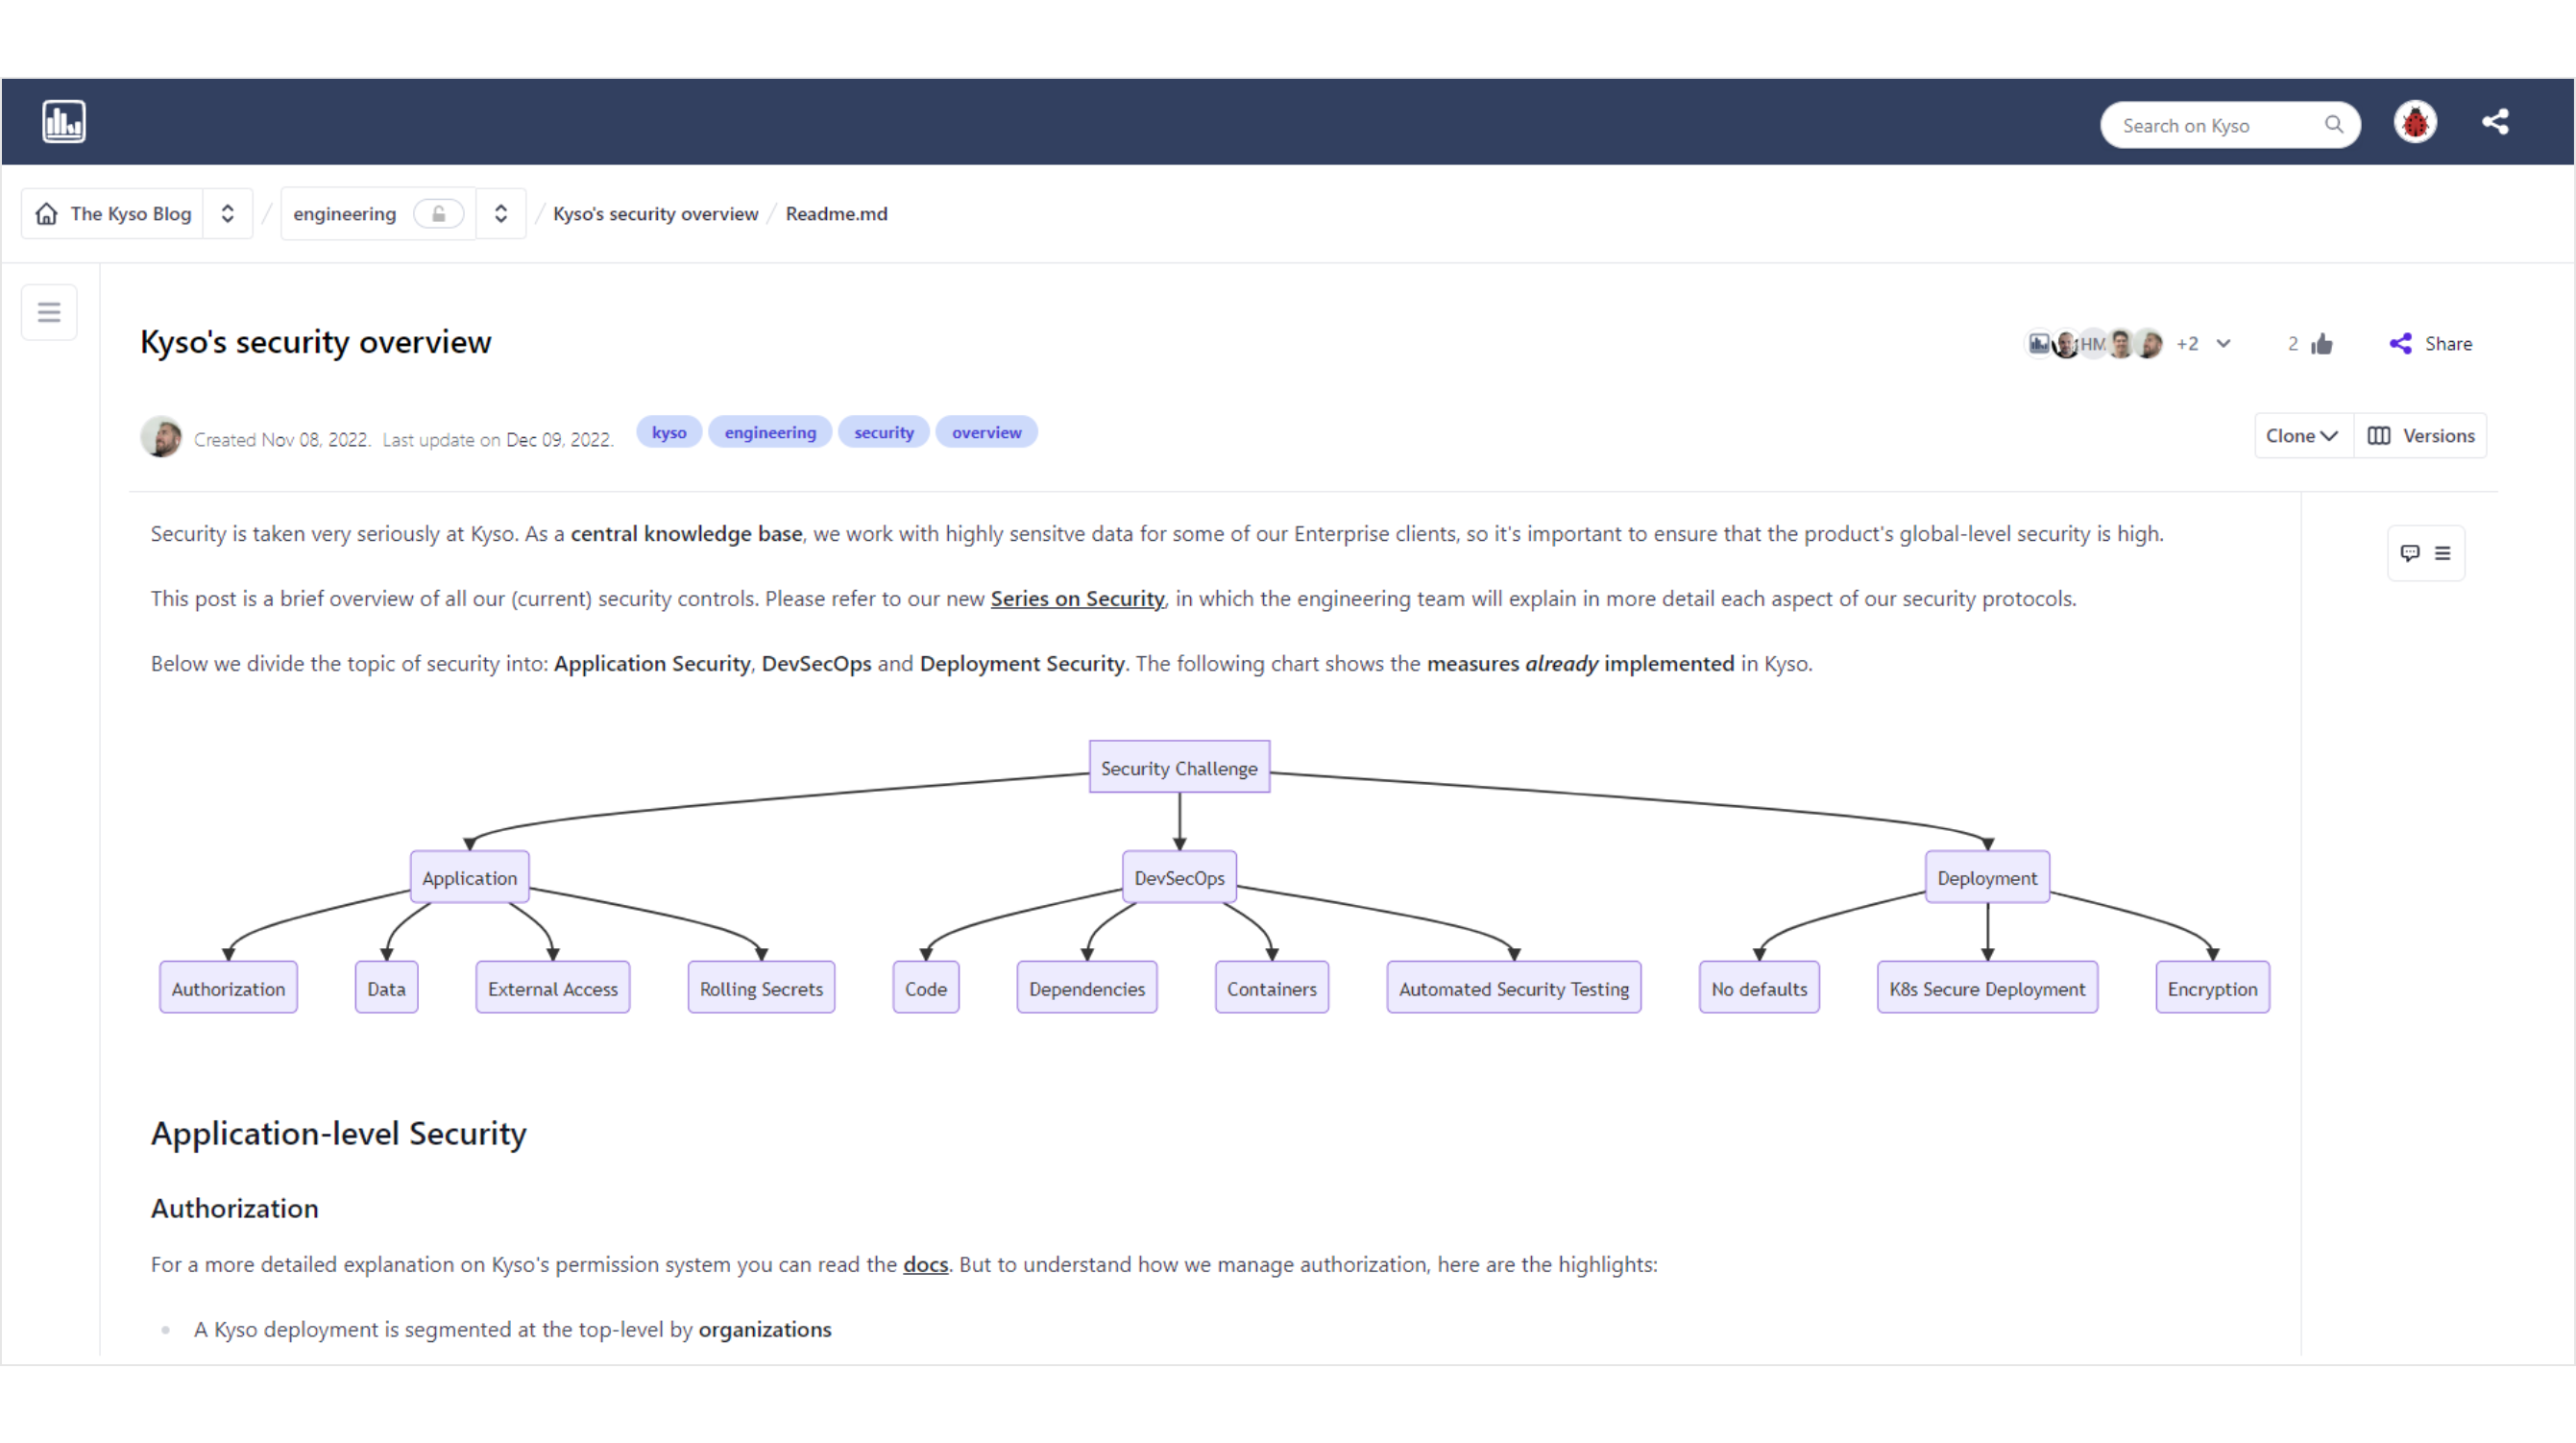 Search on Kyso
The Kyso Blog / engineering / Kyso's security overview / Readme.md
Kyso's security overview
HM +2 2 Share
Created Nov 08, 2022. Last update on Dec 09, 2022. kyso engineering security overview
Clone Versions
Security is taken very seriously at Kyso. As a central knowledge base, we work with highly sensitve data for some of our Enterprise clients, so it's important to ensure that the product's global-level security is high.
This post is a brief overview of all our (current) security controls. Please refer to our new Series on Security, in which the engineering team will explain in more detail each aspect of our security protocols.
Below we divide the topic of security into: Application Security, DevSecOps and Deployment Security. The following chart shows the measures already implemented in Kyso.
Security Challenge
Application DevSecOps Deployment
Authorization Data External Access Rolling Secrets Code Dependencies Containers Automated Security Testing No defaults K8s Secure Deployment Encryption
Application-level Security
Authorization
For a more detailed explanation on Kyso's permission system you can read the docs. But to understand how we manage authorization, here are the highlights:
A Kyso deployment is segmented at the top-level by organizations